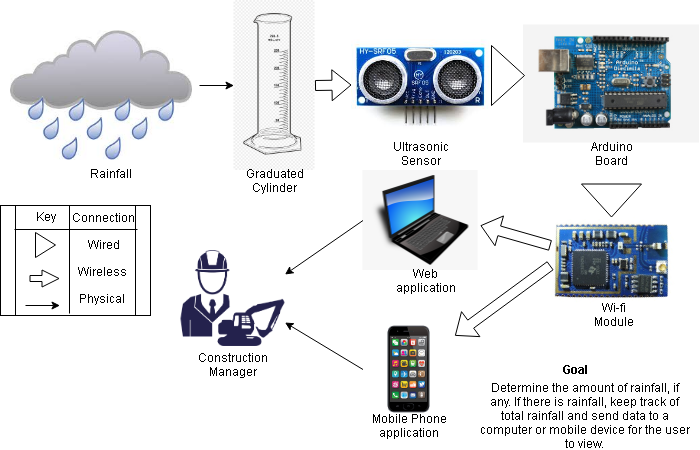 HY-SRF05
Rainfall
Graduated
Cylinder
Ultrasonic
Sensor
Arduino
Board
Key Connection
Wired
Wireless
Physical
Web
application
Wi-fi
Module
Construction
Manager
Mobile Phone
application
Goal
Determine the amount of rainfall, if
any. If there is rainfall, keep track of
total rainfall and send data to a
computer or mobile device for the user
to view.